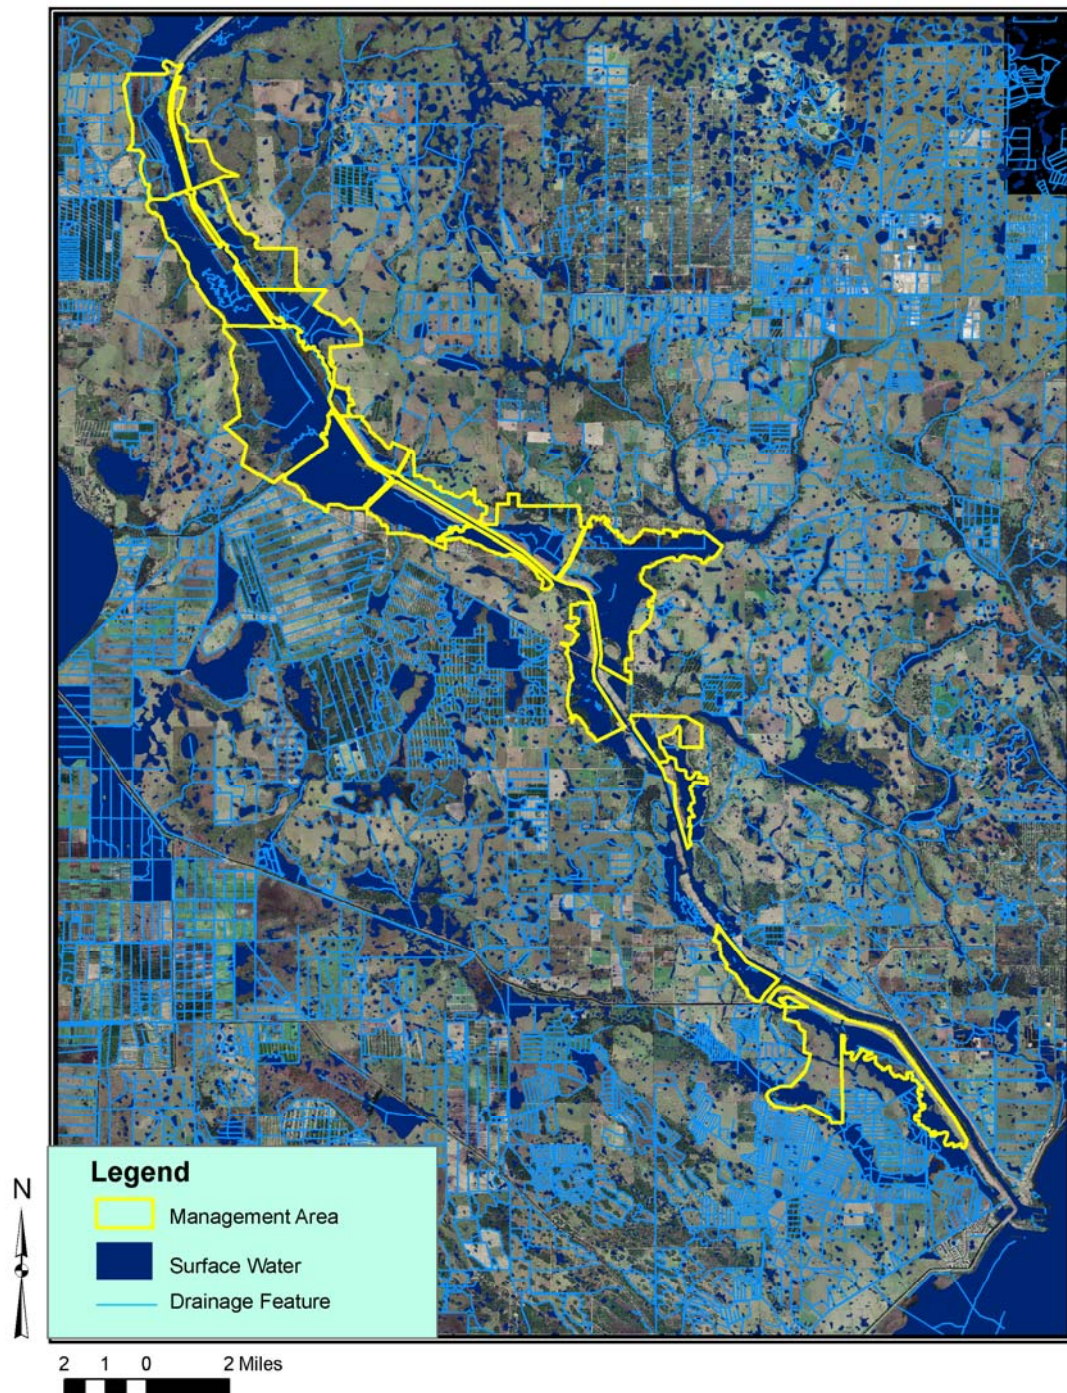 Legend
Management Area
Surface Water
Drainage Feature
N
2 1 0 2 Miles